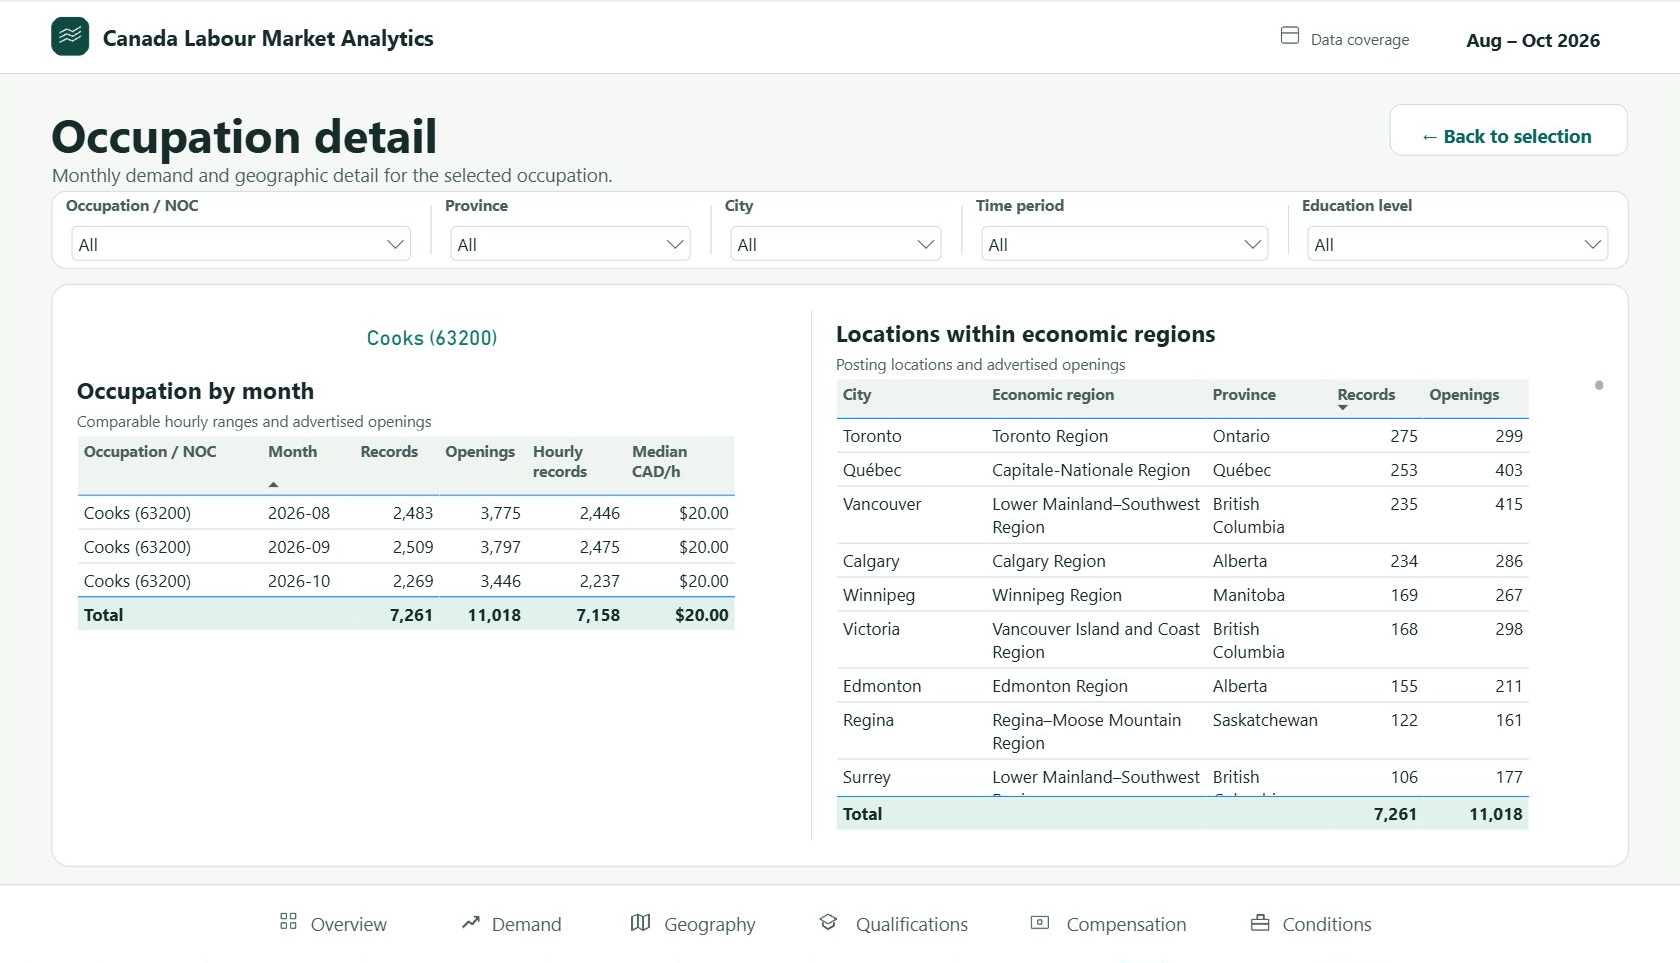 Canada Labour Market Analytics
Data coverage
Aug – Oct 2026
Occupation detail
← Back to selection
Monthly demand and geographic detail for the selected occupation.
Occupation / NOC
Province
City
Time period
Education level
All
All
All
All
All
Cooks (63200)
Occupation by month
Comparable hourly ranges and advertised openings
Occupation / NOC Month Records Openings Hourly records Median CAD/h
Cooks (63200) 2026-08 2,483 3,775 2,446 $20.00
Cooks (63200) 2026-09 2,509 3,797 2,475 $20.00
Cooks (63200) 2026-10 2,269 3,446 2,237 $20.00
Total 7,261 11,018 7,158 $20.00
Locations within economic regions
Posting locations and advertised openings
City Economic region Province Records Openings
Toronto Toronto Region Ontario 275 299
Québec Capitale-Nationale Region Québec 253 403
Vancouver Lower Mainland–Southwest Region British Columbia 235 415
Calgary Calgary Region Alberta 234 286
Winnipeg Winnipeg Region Manitoba 169 267
Victoria Vancouver Island and Coast Region British Columbia 168 298
Edmonton Edmonton Region Alberta 155 211
Regina Regina–Moose Mountain Region Saskatchewan 122 161
Surrey Lower Mainland–Southwest British 106 177
Total 7,261 11,018
Overview
Demand
Geography
Qualifications
Compensation
Conditions